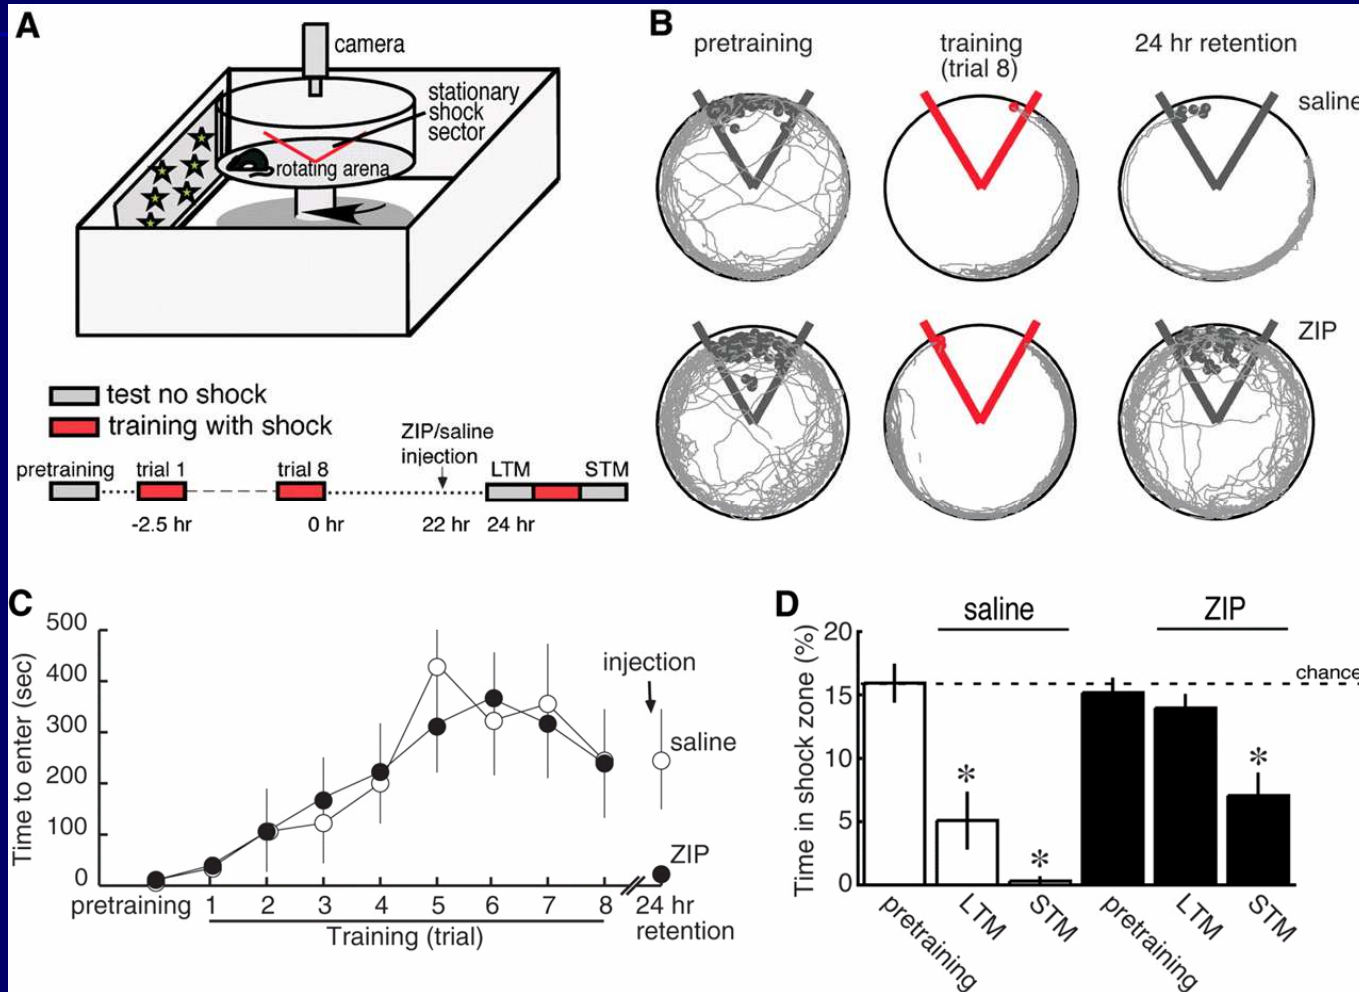 A
camera
stationary
shock
sector
rotating arena
test no shock
training with shock
ZIP/saline
injection
pretraining
trial 1
trial 8
LTM
STM
-2.5 hr
0 hr
22 hr
24 hr
B
pretraining
training
(trial 8)
24 hr retention
saline
ZIP
C
Time to enter (sec)
500
400
300
200
100
0
injection
saline
ZIP
pretraining
1
2
3
4
5
6
7
8
24 hr
retention
Training (trial)
D
saline
ZIP
Time in shock zone (%)
20
15
10
5
0
chance
*
*
*
pretraining
LTM
STM
pretraining
LTM
STM